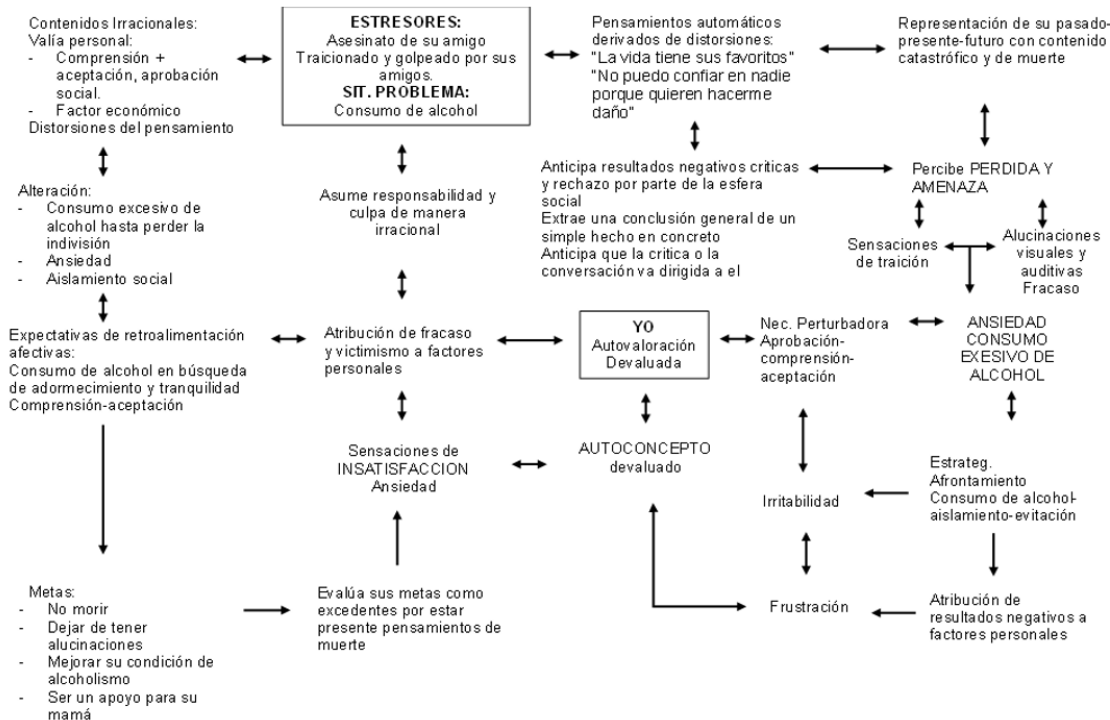 Contenidos Irracionales:
Valía personal:
- Comprensión +
aceptación, aprobación
social.
- Factor económico
Distorsiones del pensamiento
ESTRESORES:
Asesinato de su amigo
Traicionado y golpeado por sus
amigos.
SIT. PROBLEMA:
Consumo de alcohol
Pensamientos automáticos
derivados de distorsiones:
"La vida tiene sus favoritos"
"No puedo confiar en nadie
porque quieren hacerme
daño"
Representación de su pasado-
presente-futuro con contenido
catastrófico y de muerte
Alteración:
- Consumo excesivo de
alcohol hasta perder la
indivisión
- Ansiedad
- Aislamiento social
Asume responsabilidad y
culpa de manera
irracional
Anticipa resultados negativos criticas
y rechazo por parte de la esfera
social
Extrae una conclusión general de un
simple hecho en concreto
Anticipa que la critica o la
conversación va dirigida a el
Percibe PERDIDA Y
AMENAZA
Sensaciones
de traición
Alucinaciones
visuales y
auditivas
Fracaso
Expectativas de retroalimentación
afectivas:
Consumo de alcohol en búsqueda
de adormecimiento y tranquilidad
Comprensión-aceptación
Atribución de fracaso
y victimismo a factores
personales
YO
Autovaloración
Devaluada
Nec. Perturbadora
Aprobación-
comprensión-
aceptación
ANSIEDAD
CONSUMO
EXESIVO DE
ALCOHOL
Sensaciones de
INSATISFACCION
Ansiedad
AUTOCONCEPTO
devaluado
Irritabilidad
Estrateg.
Afrontamiento
Consumo de alcohol-
aislamiento-evitación
Metas:
- No morir
- Dejar de tener
alucinaciones
- Mejorar su condición de
alcoholismo
- Ser un apoyo para su
mamá
Evalúa sus metas como
excedentes por estar
presente pensamientos de
muerte
Frustración
Atribución de
resultados negativos a
factores personales